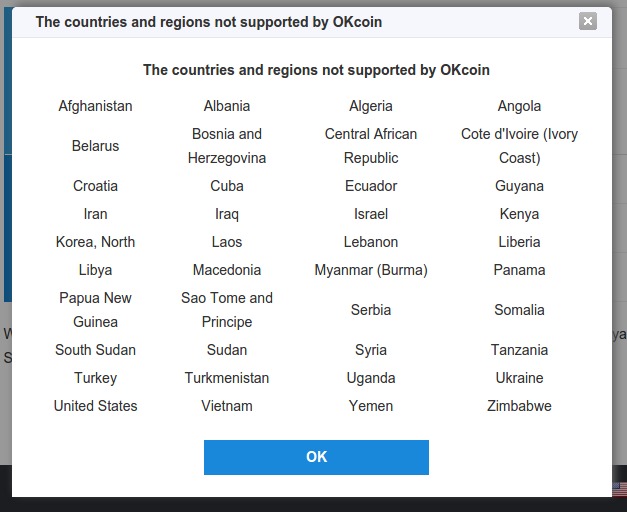 The countries and regions not supported by OKcoin
The countries and regions not supported by OKcoin
Afghanistan Albania Algeria Angola
Belarus Bosnia and Herzegovina Central African Republic Cote d'Ivoire (Ivory Coast)
Croatia Cuba Ecuador Guyana
Iran Iraq Israel Kenya
Korea, North Laos Lebanon Liberia
Libya Macedonia Myanmar (Burma) Panama
Papua New Guinea Sao Tome and Principe Serbia Somalia
South Sudan Sudan Syria Tanzania
Turkey Turkmenistan Uganda Ukraine
United States Vietnam Yemen Zimbabwe
OK